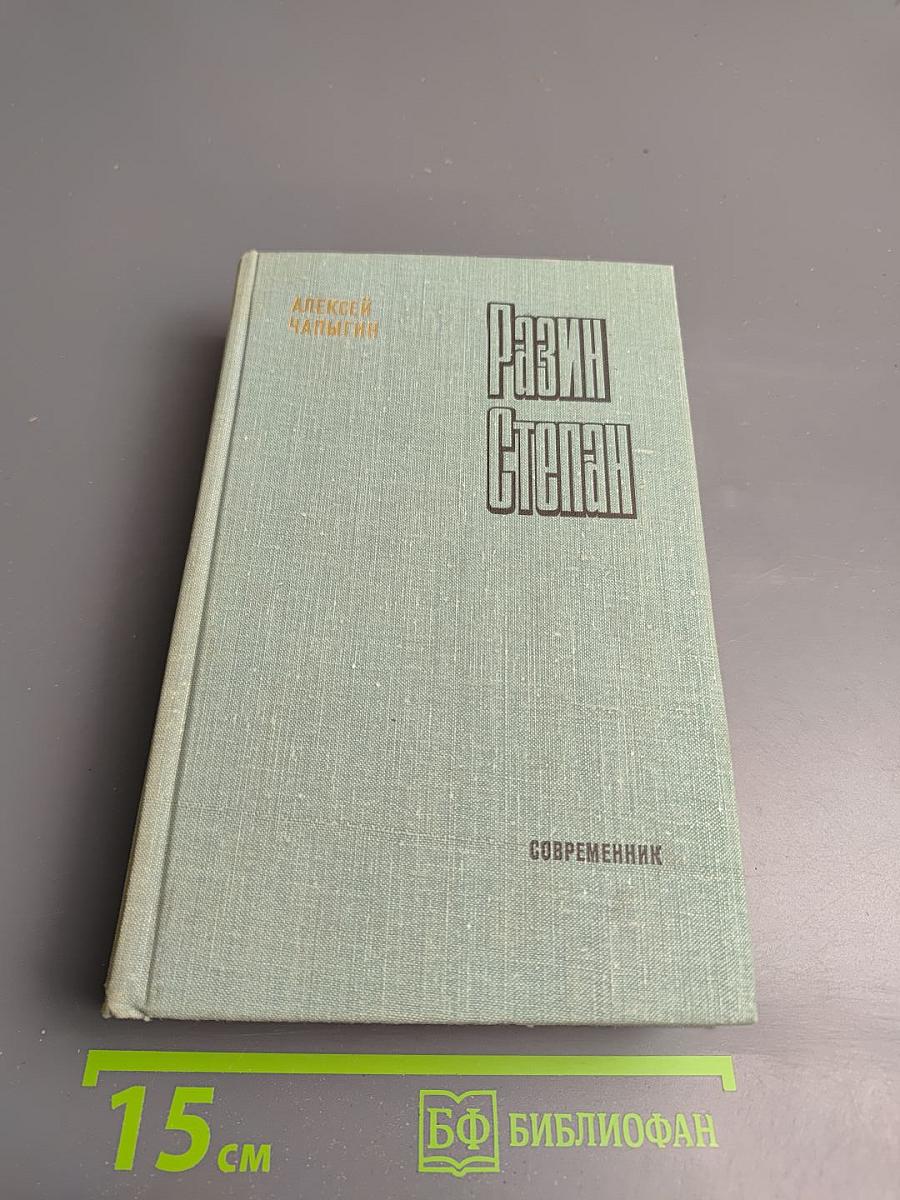 АЛЕКСЕЙ
ЧАПЫГИН
Разин
Степан
СОВРЕМЕННИК
15 см
БФ БИБЛИОФАН